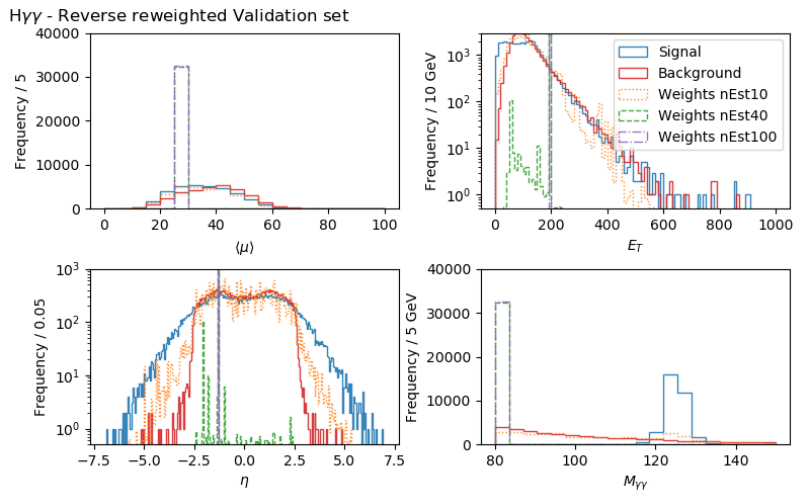 Hγγ - Reverse reweighted Validation set
40000
30000
20000
10000
0
Frequency / 5
0 20 40 60 80 100
⟨μ⟩
10³
10²
10¹
10⁰
Frequency / 10 GeV
Signal
Background
Weights nEst10
Weights nEst40
Weights nEst100
0 200 400 600 800 1000
E_T
10³
10²
10¹
10⁰
Frequency / 0.05
−7.5 −5.0 −2.5 0.0 2.5 5.0 7.5
η
40000
30000
20000
10000
0
Frequency / 5 GeV
80 100 120 140
M_γγ